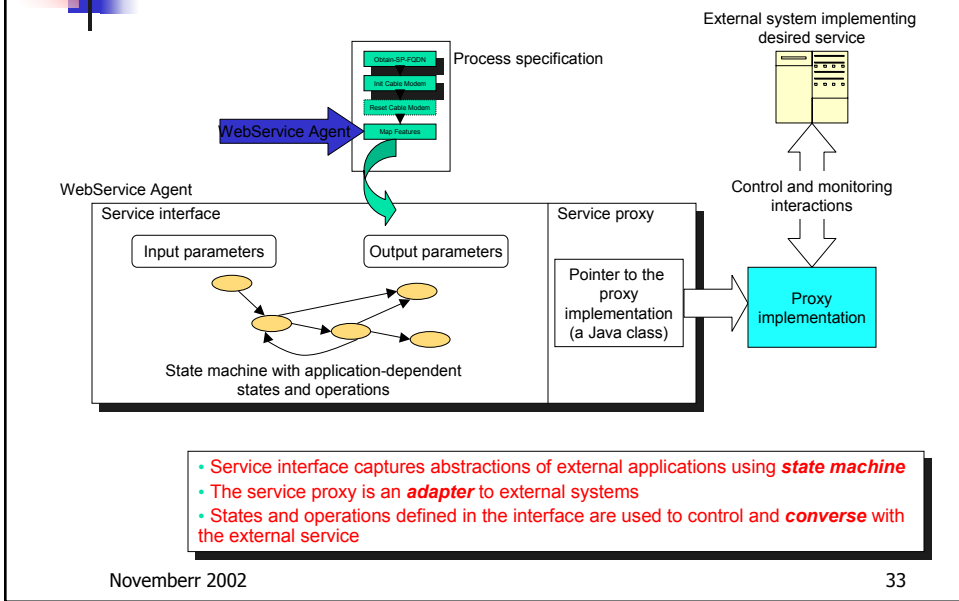 External system implementing
desired service
Process specification
Obtain-SP-FQDN
Init Cable Modem
Reset Cable Modem
Map Features
WebService Agent
Control and monitoring
interactions
WebService Agent
Service interface
Service proxy
Input parameters
Output parameters
Pointer to the
proxy
implementation
(a Java class)
Proxy
implementation
State machine with application-dependent
states and operations
• Service interface captures abstractions of external applications using state machine
• The service proxy is an adapter to external systems
• States and operations defined in the interface are used to control and converse with
the external service
Novemberr 2002
33